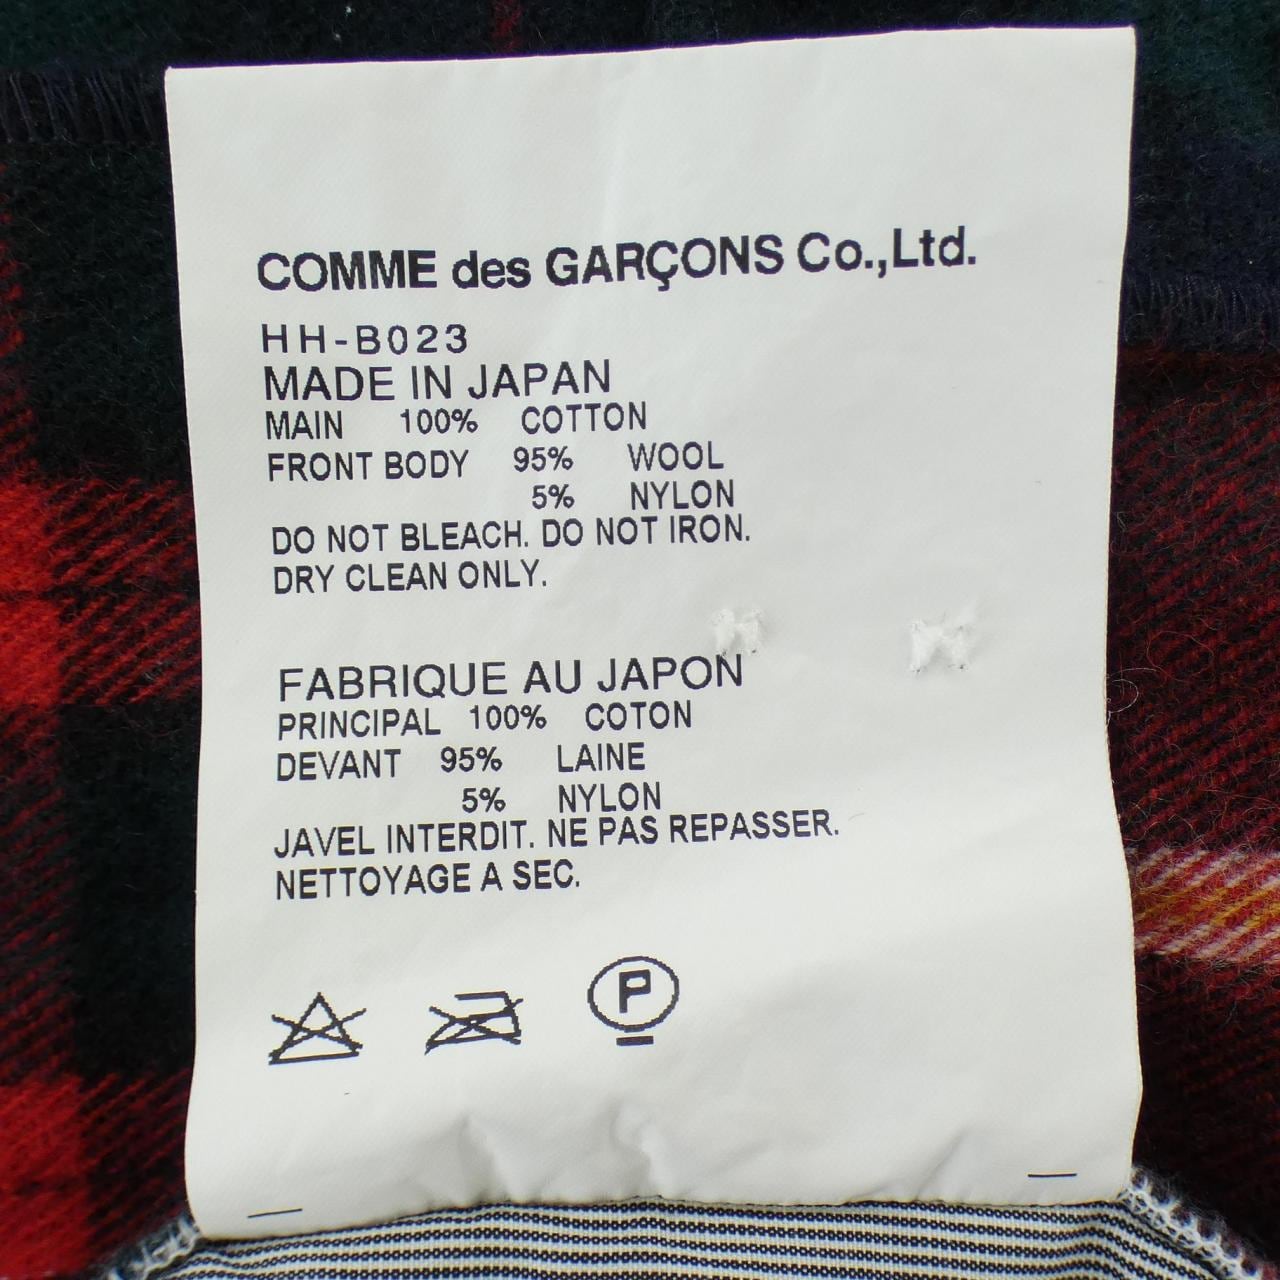 COMME des GARÇONS Co.,Ltd.
HH-B023
MADE IN JAPAN
MAIN 100% COTTON
FRONT BODY 95% WOOL
5% NYLON
DO NOT BLEACH. DO NOT IRON.
DRY CLEAN ONLY.
FABRIQUE AU JAPON
PRINCIPAL 100% COTON
DEVANT 95% LAINE
5% NYLON
JAVEL INTERDIT. NE PAS REPASSER.
NETTOYAGE A SEC.
P